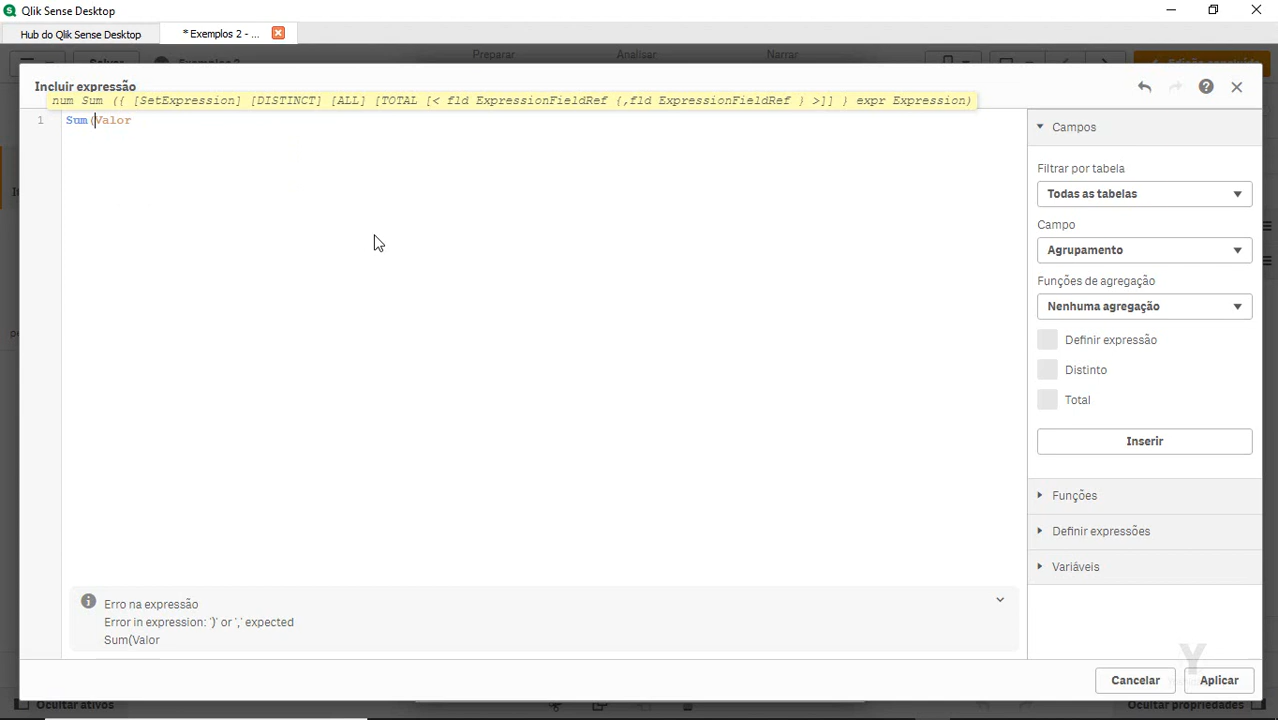 Qlik Sense Desktop
Hub do Qlik Sense Desktop
* Exemplos 2 - ...
Preparar
Analisar
Narrar
Incluir expressão
num Sum ({ [SetExpression] [DISTINCT] [ALL] [TOTAL [< fld ExpressionFieldRef {,fld ExpressionFieldRef } >]] } expr Expression)
1 Sum(Valor
Campos
Filtrar por tabela
Todas as tabelas
Campo
Agrupamento
Funções de agregação
Nenhuma agregação
Definir expressão
Distinto
Total
Inserir
Funções
Definir expressões
Variáveis
Erro na expressão
Error in expression: ')' or ',' expected
Sum(Valor
Cancelar
Aplicar
Ocultar ativos
Ocultar propriedades